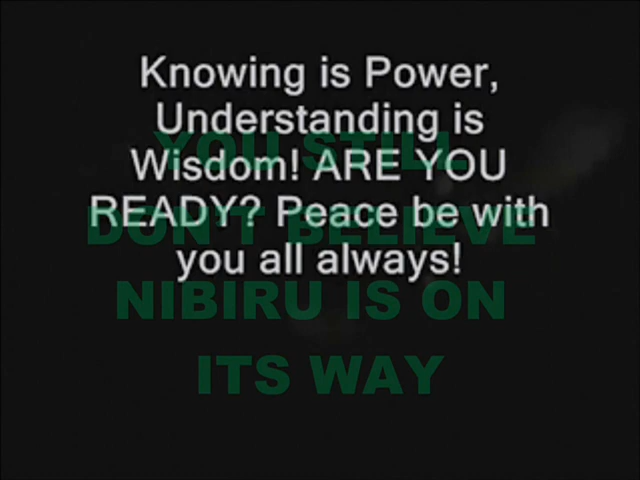 Knowing is Power,
Understanding is
Wisdom! ARE YOU
READY? Peace be with
you all always!
YOU STILL
DON'T BELIEVE
NIBIRU IS ON
ITS WAY